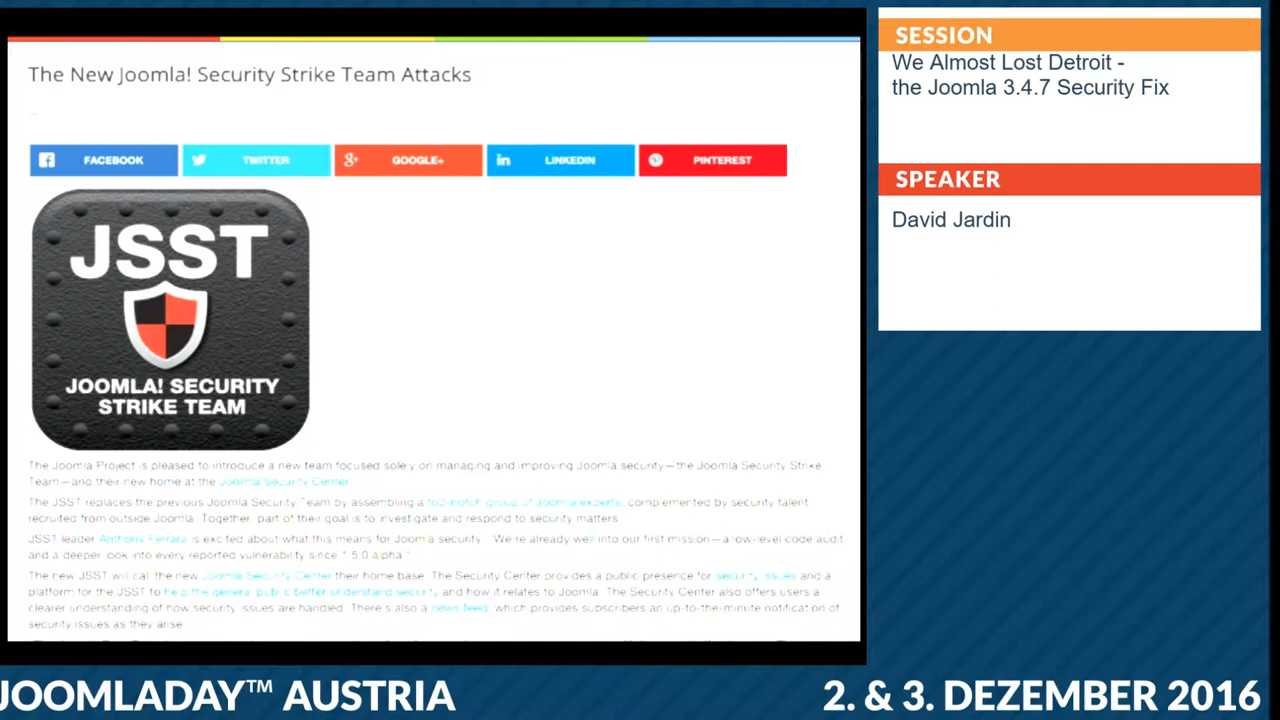 The New Joomla! Security Strike Team Attacks
FACEBOOK
TWITTER
GOOGLE+
LINKEDIN
PINTEREST
JSST
JOOMLA! SECURITY
STRIKE TEAM
The Joomla Project is pleased to introduce a new team focused solely on managing and improving Joomla security—the Joomla Security Strike
Team—and their new home at the Joomla Security Center.
The JSST replaces the previous Joomla Security Team by assembling a top-notch group of Joomla experts, complemented by security talent
recruited from outside Joomla. Together, part of their goal is to investigate and respond to security matters.
JSST leader Anthony Ferrara is excited about what this means for Joomla security. "We're already well into our first mission—a low-level code audit
and a deeper look into every reported vulnerability since 1.5.0 alpha."
The new JSST will call the new Joomla Security Center their home base. The Security Center provides a public presence for security issues and a
platform for the JSST to help the general public better understand security and how it relates to Joomla. The Security Center also offers users a
clearer understanding of how security issues are handled. There's also a news feed, which provides subscribers an up-to-the-minute notification of
security issues as they arise.
SESSION
We Almost Lost Detroit -
the Joomla 3.4.7 Security Fix
SPEAKER
David Jardin
JOOMLADAY™ AUSTRIA
2. & 3. DEZEMBER 2016